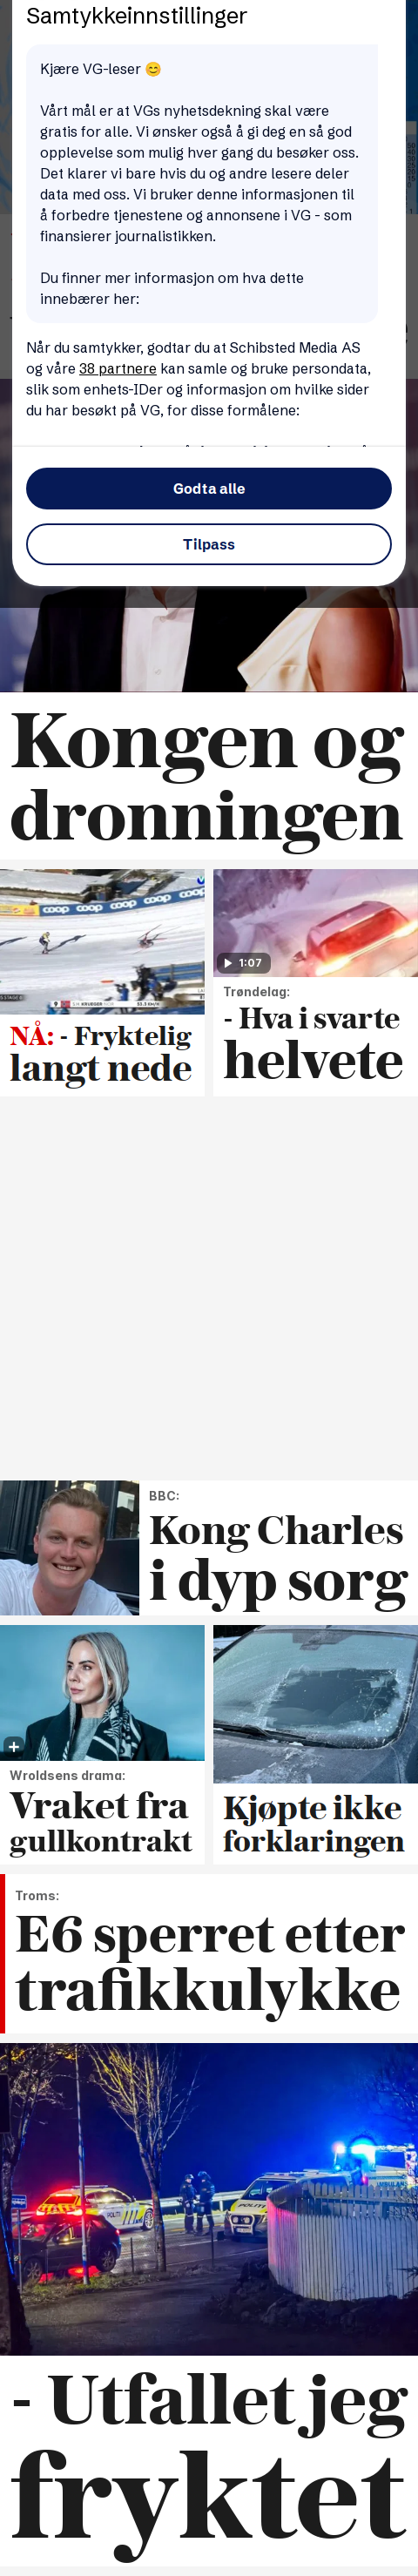 Samtykkeinnstillinger
Kjære VG-leser 😊
Vårt mål er at VGs nyhetsdekning skal være
gratis for alle. Vi ønsker også å gi deg en så god
opplevelse som mulig hver gang du besøker oss.
Det klarer vi bare hvis du og andre lesere deler
data med oss. Vi bruker denne informasjonen til
å forbedre tjenestene og annonsene i VG - som
finansierer journalistikken.
Du finner mer informasjon om hva dette
innebærer her:
Når du samtykker, godtar du at Schibsted Media AS
og våre 38 partnere kan samle og bruke persondata,
slik som enhets-IDer og informasjon om hvilke sider
du har besøkt på VG, for disse formålene:
Godta alle
Tilpass
Kongen og
dronningen
coop
coop
coop
NÅ: - Fryktelig
langt nede
1:07
Trøndelag:
- Hva i svarte
helvete
BBC:
Kong Charles
i dyp sorg
Wroldsens drama:
Vraket fra
gullkontrakt
Kjøpte ikke
forklaringen
Troms:
E6 sperret etter
trafikkulykke
POLITI
- Utfallet jeg
fryktet